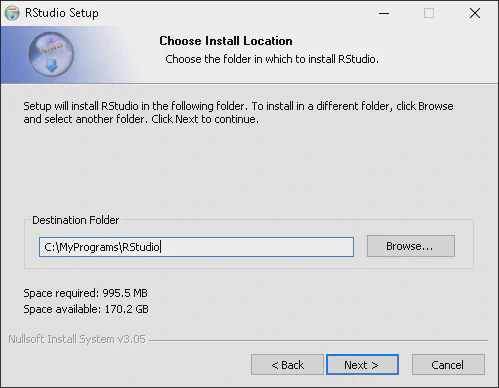 RStudio Setup
Choose Install Location
Choose the folder in which to install RStudio.
Setup will install RStudio in the following folder. To install in a different folder, click Browse
and select another folder. Click Next to continue.
Destination Folder
C:\MyPrograms\RStudio
Browse...
Space required: 995.5 MB
Space available: 170.2 GB
Nullsoft Install System v3.05
< Back
Next >
Cancel